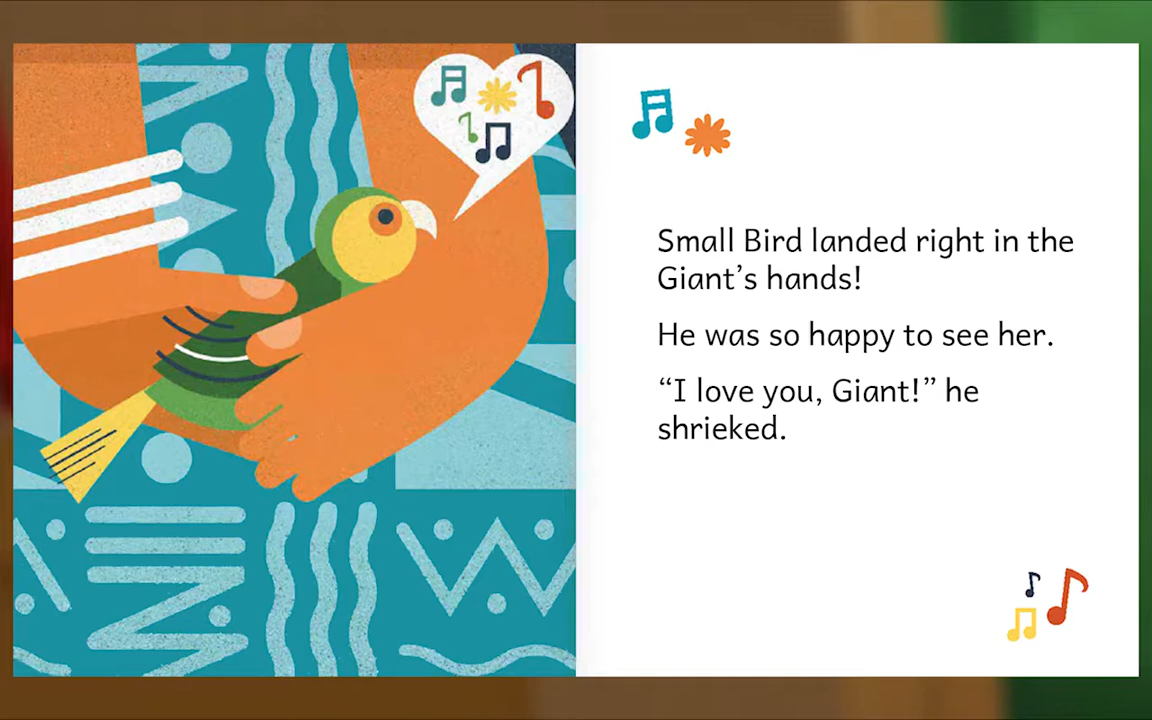 Small Bird landed right in the
Giant’s hands!
He was so happy to see her.
“I love you, Giant!” he
shrieked.